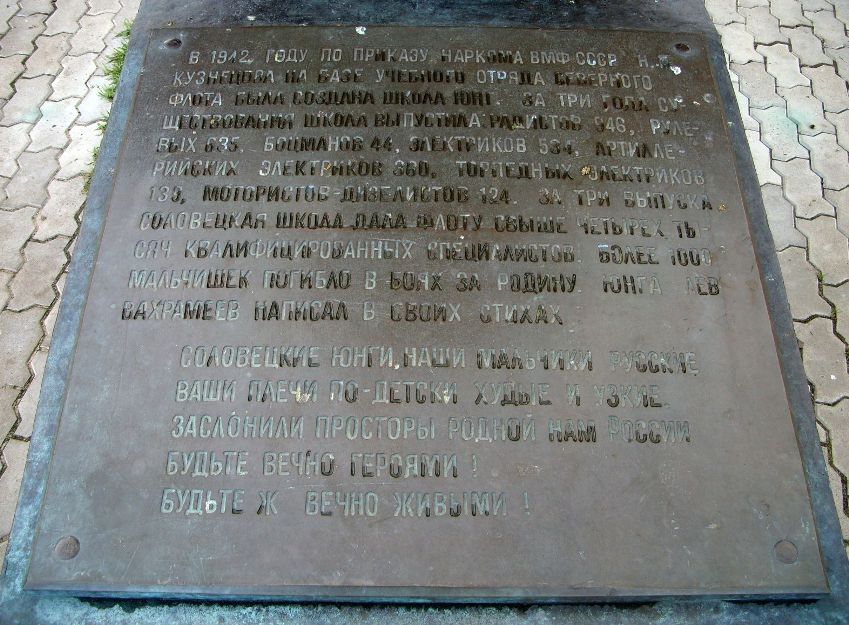 В 1942 ГОДУ ПО ПРИКАЗУ НАРКОМА ВМФ СССР Н.Г.
КУЗНЕЦОВА НА БАЗЕ УЧЕБНОГО ОТРЯДА СЕВЕРНОГО
ФЛОТА БЫЛА СОЗДАНА ШКОЛА ЮНГ. ЗА ТРИ ГОДА СУ-
ЩЕСТВОВАНИЯ ШКОЛА ВЫПУСТИЛА: РАДИСТОВ 946, РУЛЕ-
ВЫХ 635, БОЦМАНОВ 44, ЭЛЕКТРИКОВ 534, АРТИЛЛЕ-
РИЙСКИХ ЭЛЕКТРИКОВ 360, ТОРПЕДНЫХ ЭЛЕКТРИКОВ
139, МОТОРИСТОВ-ДИЗЕЛИСТОВ 124. ЗА ТРИ ВЫПУСКА
СОЛОВЕЦКАЯ ШКОЛА ДАЛА ФЛОТУ СВЫШЕ ЧЕТЫРЕХ ТЫ-
СЯЧ КВАЛИФИЦИРОВАННЫХ СПЕЦИАЛИСТОВ. БОЛЕЕ 1000
МАЛЬЧИШЕК ПОГИБЛО В БОЯХ ЗА РОДИНУ. ЮНГА ЛЕВ
ВАХРАМЕЕВ НАПИСАЛ В СВОИХ СТИХАХ
СОЛОВЕЦКИЕ ЮНГИ, НАШИ МАЛЬЧИКИ РУССКИЕ
ВАШИ ПЛЕЧИ ПО-ДЕТСКИ ХУДЫЕ И УЗКИЕ
ЗАСЛОНИЛИ ПРОСТОРЫ РОДНОЙ НАМ РОССИИ
БУДЬТЕ ВЕЧНО ГЕРОЯМИ !
БУДЬТЕ Ж ВЕЧНО ЖИВЫМИ !